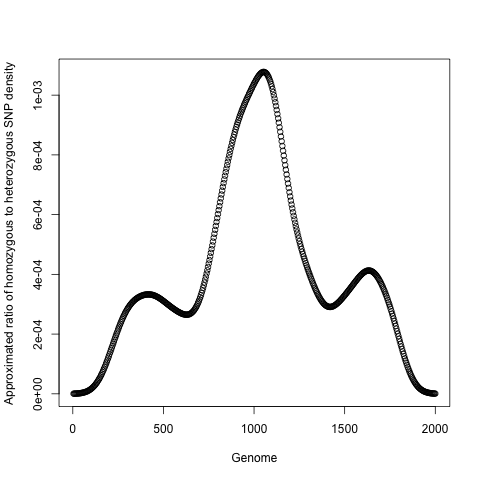 Approximated ratio of homozygous to heterozygous SNP density
1e-03
8e-04
6e-04
4e-04
2e-04
0e+00
0 500 1000 1500 2000
Genome